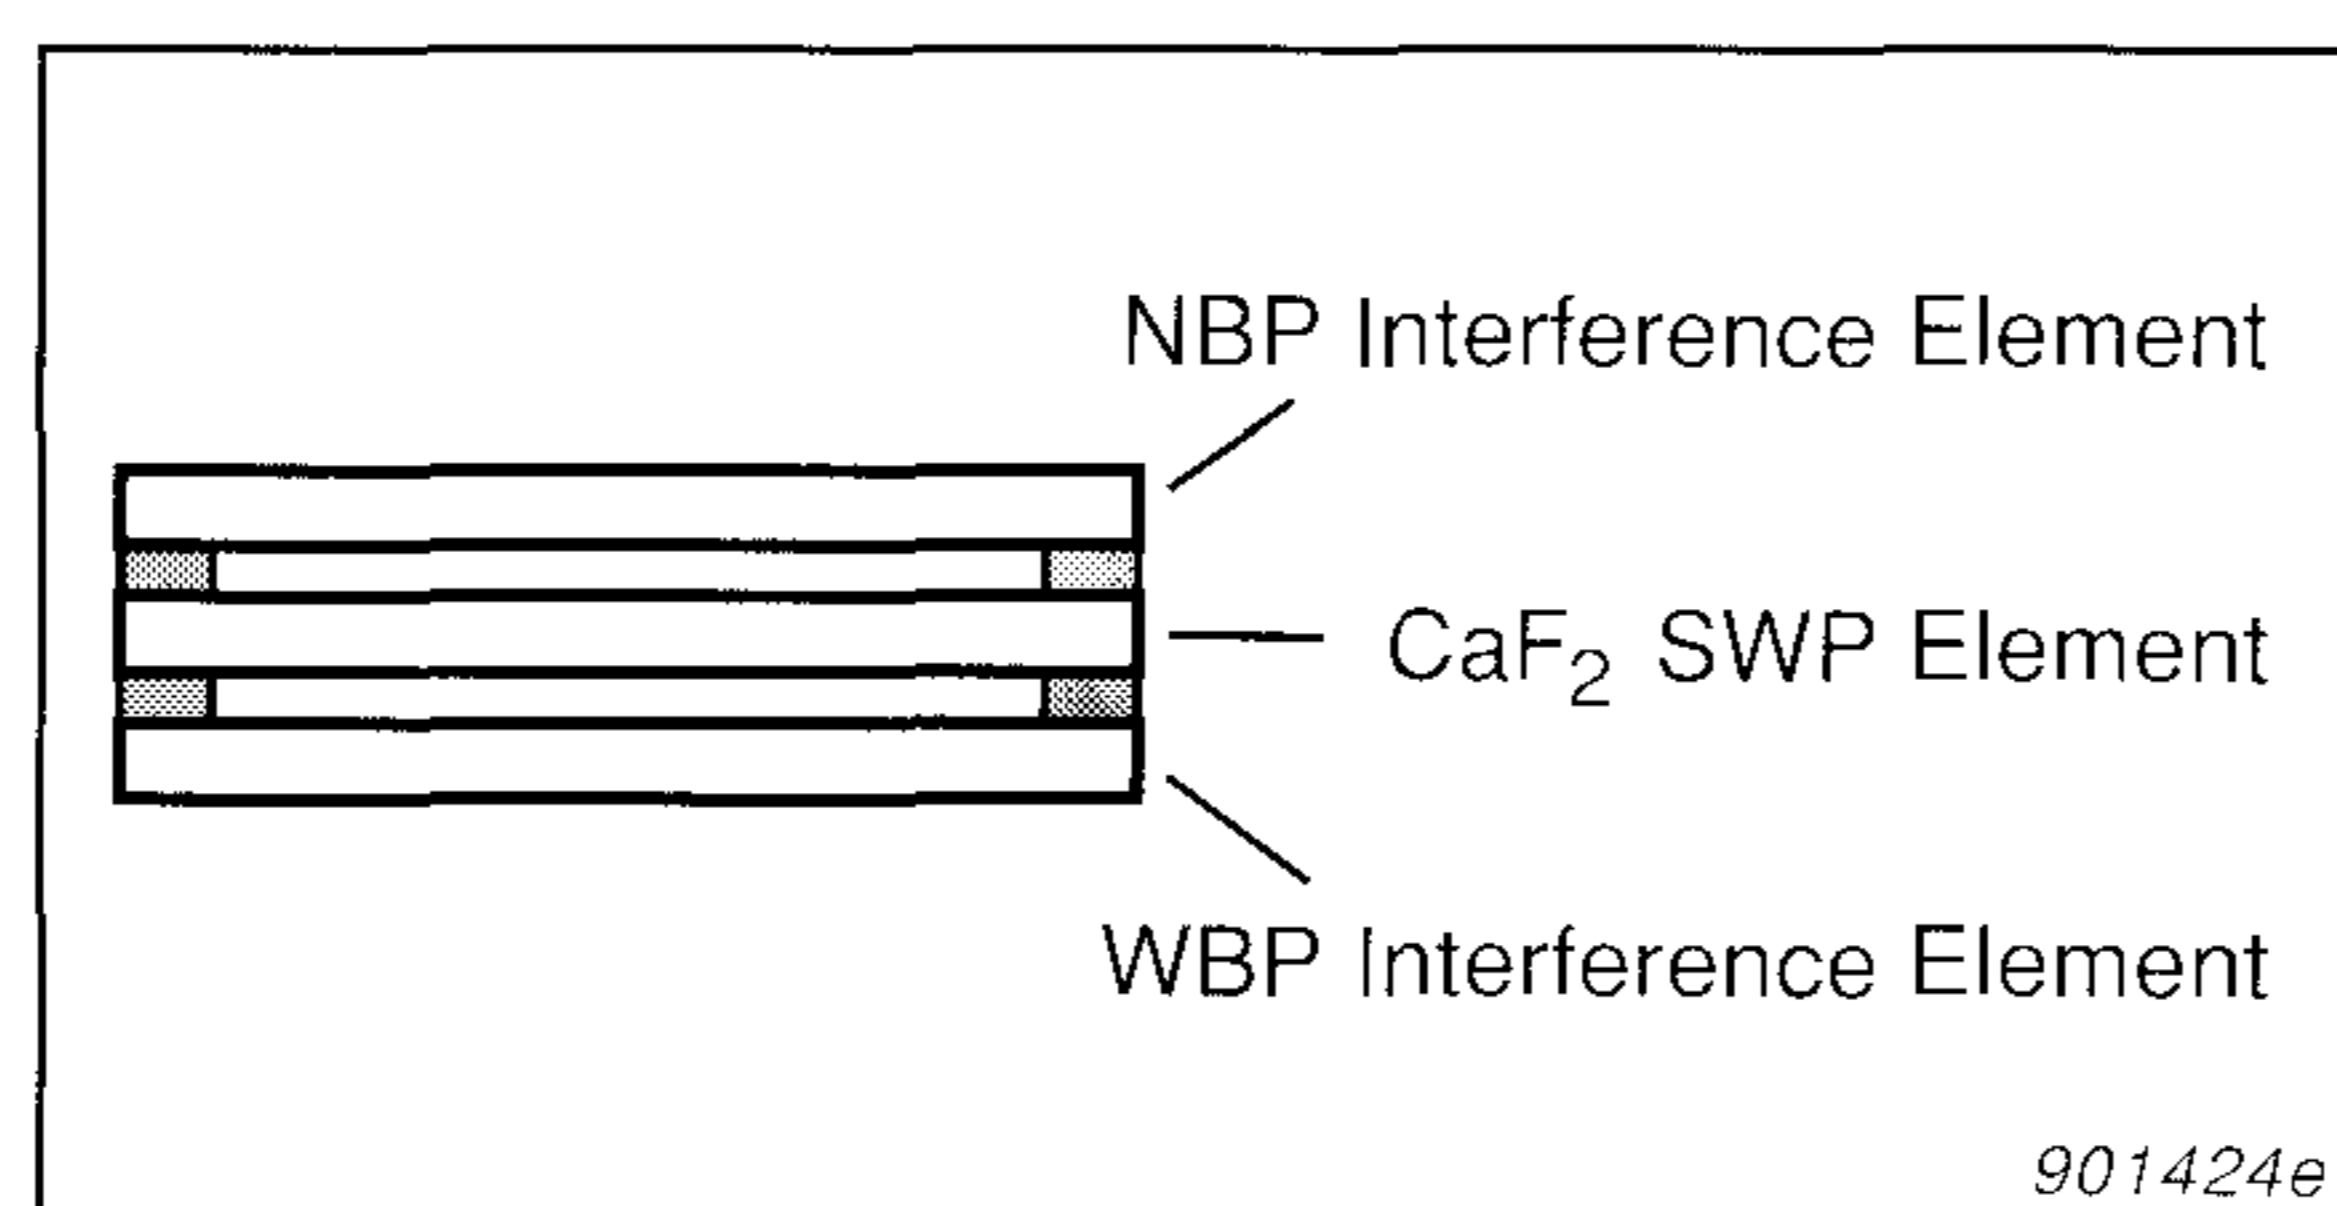 NBP Interference Element
CaF₂ SWP Element
WBP Interference Element
901424e